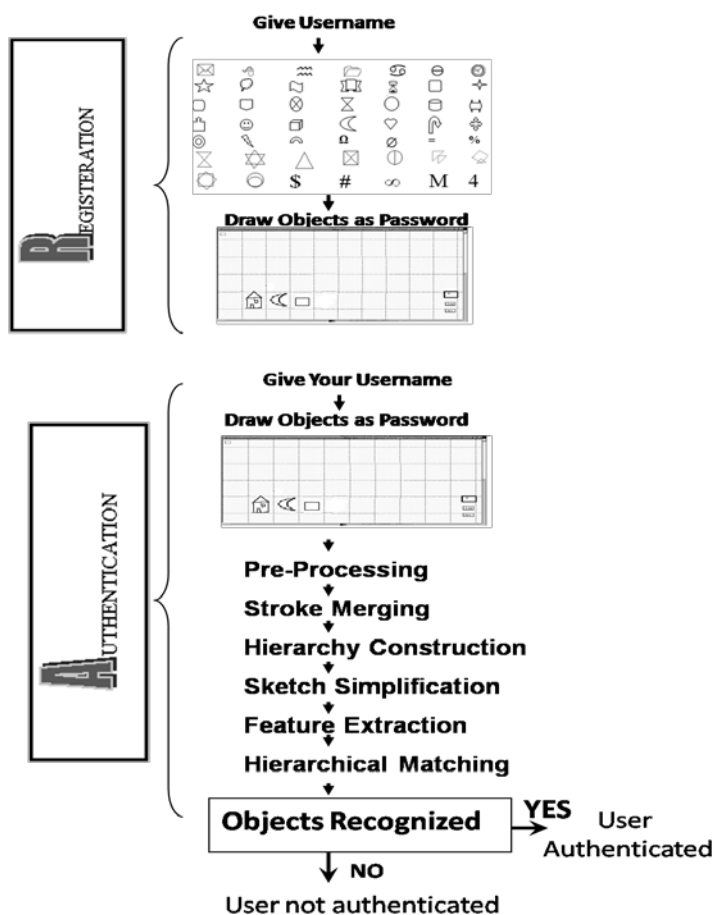 Give Username
$ # ∞ M 4
Ω = %
REGISTERATION
Draw Objects as Password
Give Your Username
Draw Objects as Password
AUTHENTICATION
Pre-Processing
Stroke Merging
Hierarchy Construction
Sketch Simplification
Feature Extraction
Hierarchical Matching
Objects Recognized
YES
User
Authenticated
NO
User not authenticated